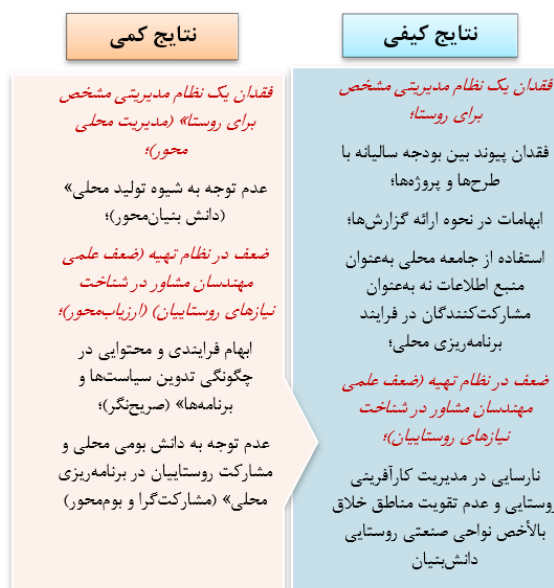 نتایج کیفی
فقدان یک نظام مدیریتی مشخص
برای روستا؛
فقدان پیوند بین بودجه سالیانه با
طرح‌ها و پروژه‌ها؛
ابهامات در نحوه ارائه گزارش‌ها؛
استفاده از جامعه محلی به‌عنوان
منبع اطلاعات نه به‌عنوان
مشارکت‌کنندگان در فرایند
برنامه‌ریزی محلی؛
ضعف در نظام تهیه (ضعف علمی
مهندسان مشاور در شناخت
نیازهای روستاییان)؛
نارسایی در مدیریت کارآفرینی
روستایی و عدم تقویت مناطق خلاق
بالأخص نواحی صنعتی روستایی
دانش‌بنیان
نتایج کمی
فقدان یک نظام مدیریتی مشخص
برای روستا» (مدیریت محلی
محور)؛
عدم توجه به شیوه تولید محلی»
(دانش بنیان‌محور)؛
ضعف در نظام تهیه (ضعف علمی
مهندسان مشاور در شناخت
نیازهای روستاییان) (ارزیاب‌محور)؛
ابهام فرایندی و محتوایی در
چگونگی تدوین سیاست‌ها و
برنامه‌ها» (صریح‌نگر)؛
عدم توجه به دانش بومی محلی و
مشارکت روستاییان در برنامه‌ریزی
محلی» (مشارکت‌گرا و بوم‌محور)